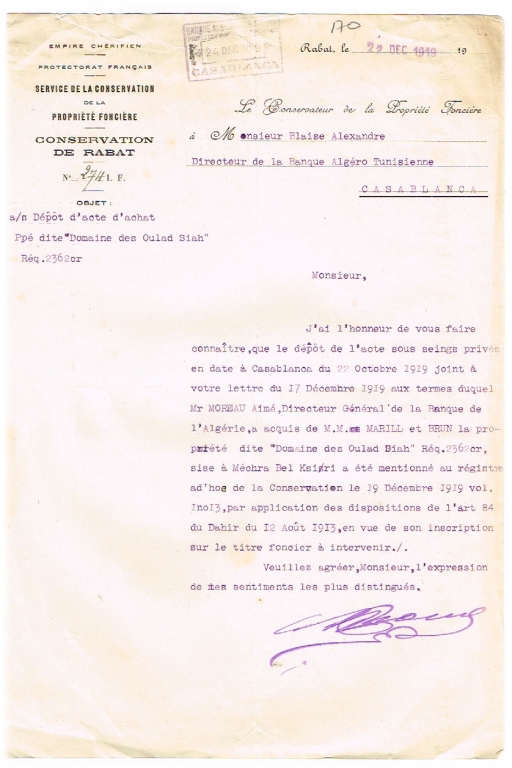 170
EMPIRE CHÉRIFIEN
PROTECTORAT FRANÇAIS
SERVICE DE LA CONSERVATION
DE LA
PROPRIÉTÉ FONCIÈRE
CONSERVATION
DE RABAT
N° 274 I. F.
OBJET :
a/s Dépôt d'acte d'achat
Ppé dite "Domaine des Oulad Siah"
Réq.2362cr
24 DEC
CASABLANCA
Rabat, le DEC 1919 19
Le Conservateur de la Propriété Foncière
à Monsieur Blaise Alexandre
Directeur de la Banque Algéro Tunisienne
CASABLANCA
Monsieur,
J'ai l'honneur de vous faire
connaître,que le dépôt de l'acte sous seings privés
en date à Casablanca du 22 Octobre 1919 joint à
votre lettre du 17 Décembre 1919 aux termes duquel
Mr MOREAU Aimé,Directeur Général de la Banque de
l'Algérie,a acquis de M.M. MARILL et BRUN la pro-
priété dite "Domaine des Oulad Siah" Réq.2362cr,
sise à Méchra Bel Ksiri a été mentionné au régistre
ad'hoc de la Conservation le 19 Décembre 1919 vol.
Ino13,par application des dispositions de l'art 84
du Dahir du 12 Août 1913,en vue de son inscription
sur le titre foncier à intervenir./.
Veuillez agréer,Monsieur,l'expression
de mes sentiments les plus distingués.